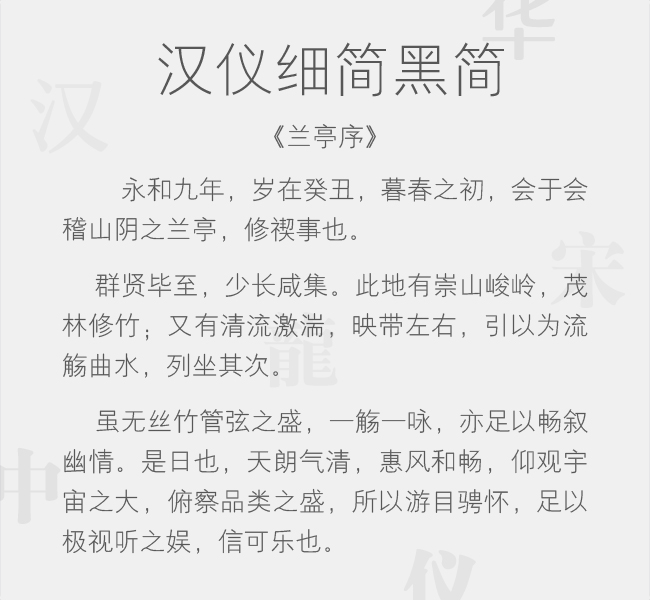 华
汉仪细简黑简
汉
《兰亭序》
永和九年，岁在癸丑，暮春之初，会于会
稽山阴之兰亭，修禊事也。
宋
群贤毕至，少长咸集。此地有崇山峻岭，茂
林修竹；又有清流激湍，映带左右，引以为流
觞曲水，列坐其次。
龍
虽无丝竹管弦之盛，一觞一咏，亦足以畅叙
幽情。是日也，天朗气清，惠风和畅，仰观宇
中
宙之大，俯察品类之盛，所以游目骋怀，足以
极视听之娱，信可乐也。
仪